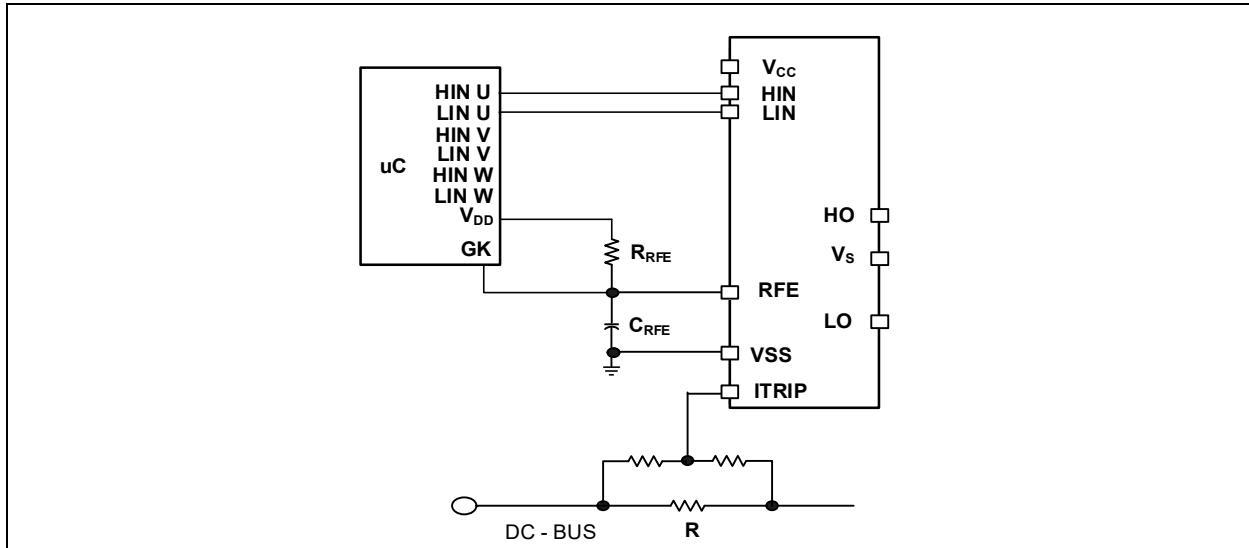 HIN U
LIN U
HIN V
LIN V
HIN W
LIN W
VDD
GK
uC
RRFE
CRFE
VCC
HIN
LIN
HO
VS
RFE
LO
VSS
ITRIP
DC - BUS
R